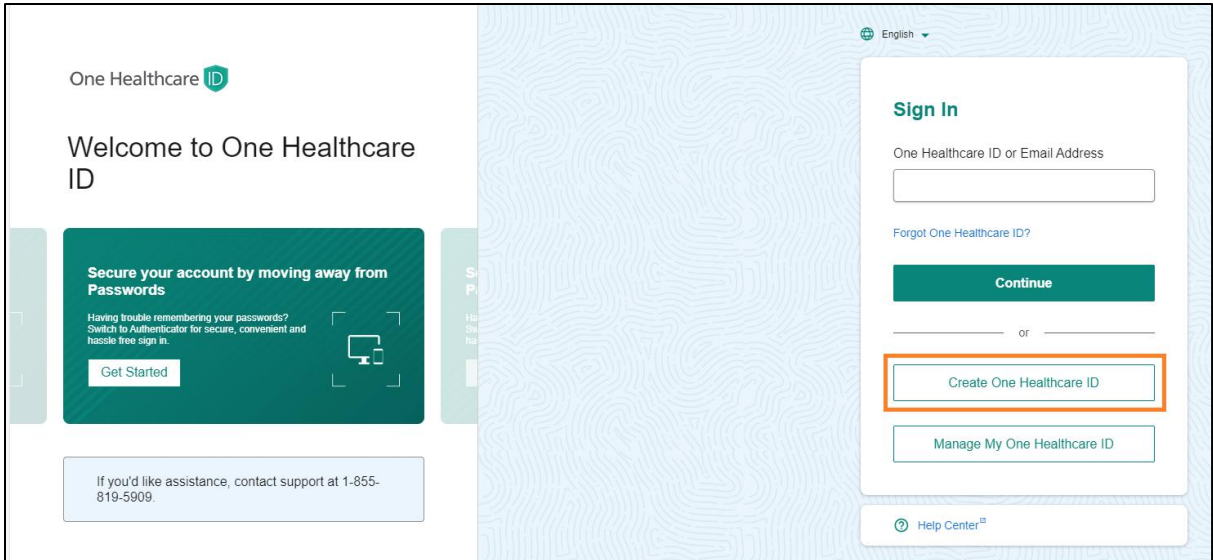 One Healthcare ID
Welcome to One Healthcare
ID
Secure your account by moving away from
Passwords
Having trouble remembering your passwords?
Switch to Authenticator for secure, convenient and
hassle free sign in.
Get Started
If you'd like assistance, contact support at 1-855-
819-5909.
English
Sign In
One Healthcare ID or Email Address
Forgot One Healthcare ID?
Continue
or
Create One Healthcare ID
Manage My One Healthcare ID
Help Center